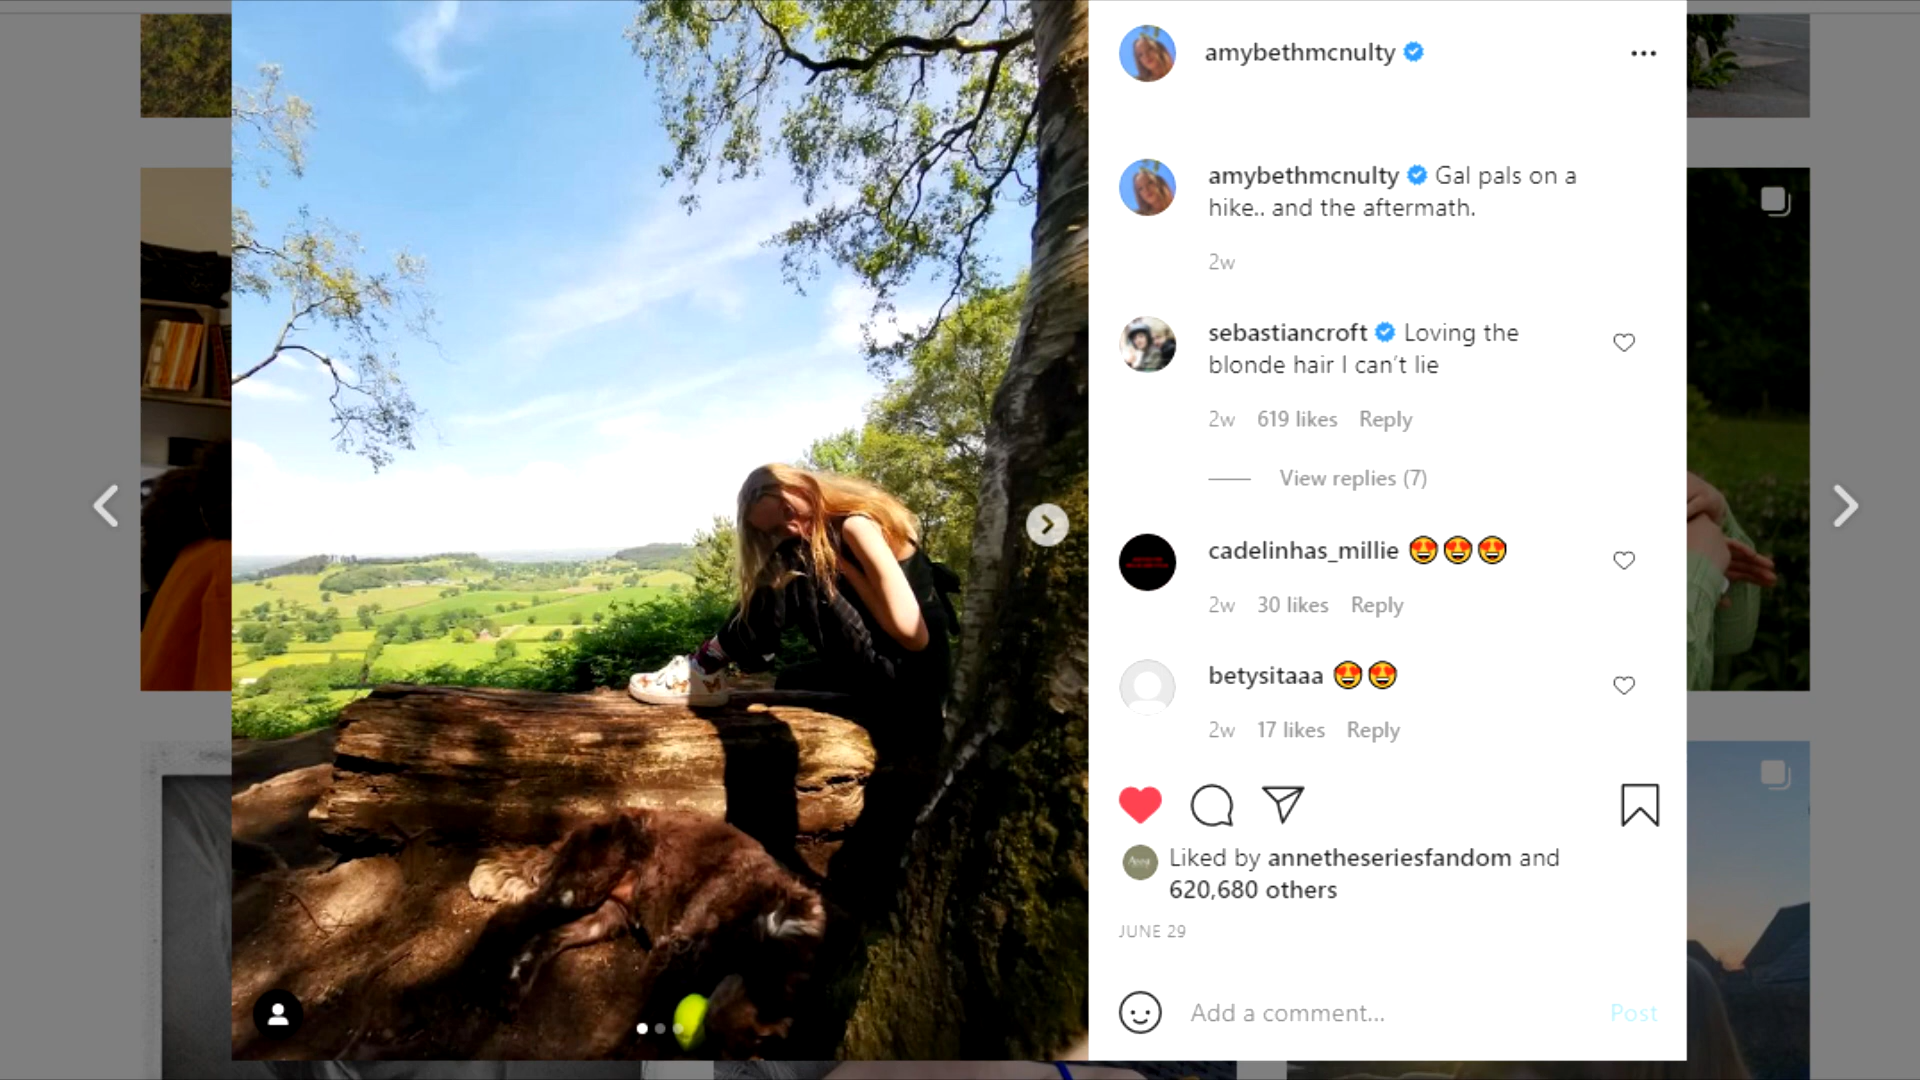 amybethmcnulty
amybethmcnulty Gal pals on a
hike.. and the aftermath.
2w
sebastiancroft Loving the
blonde hair I can't lie
2w 619 likes Reply
View replies (7)
cadelinhas_millie 😍😍😍
2w 30 likes Reply
betysitaaa 😍😍
2w 17 likes Reply
Liked by annetheseriesfandom and
620,680 others
JUNE 29
Add a comment... Post